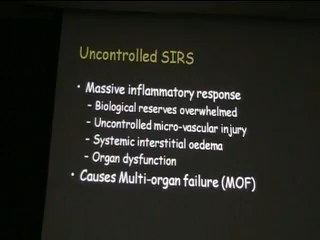 Uncontrolled SIRS
• Massive inflammatory response
– Biological reserves overwhelmed
– Uncontrolled micro-vascular injury
– Systemic interstitial oedema
– Organ dysfunction
• Causes Multi-organ failure (MOF)